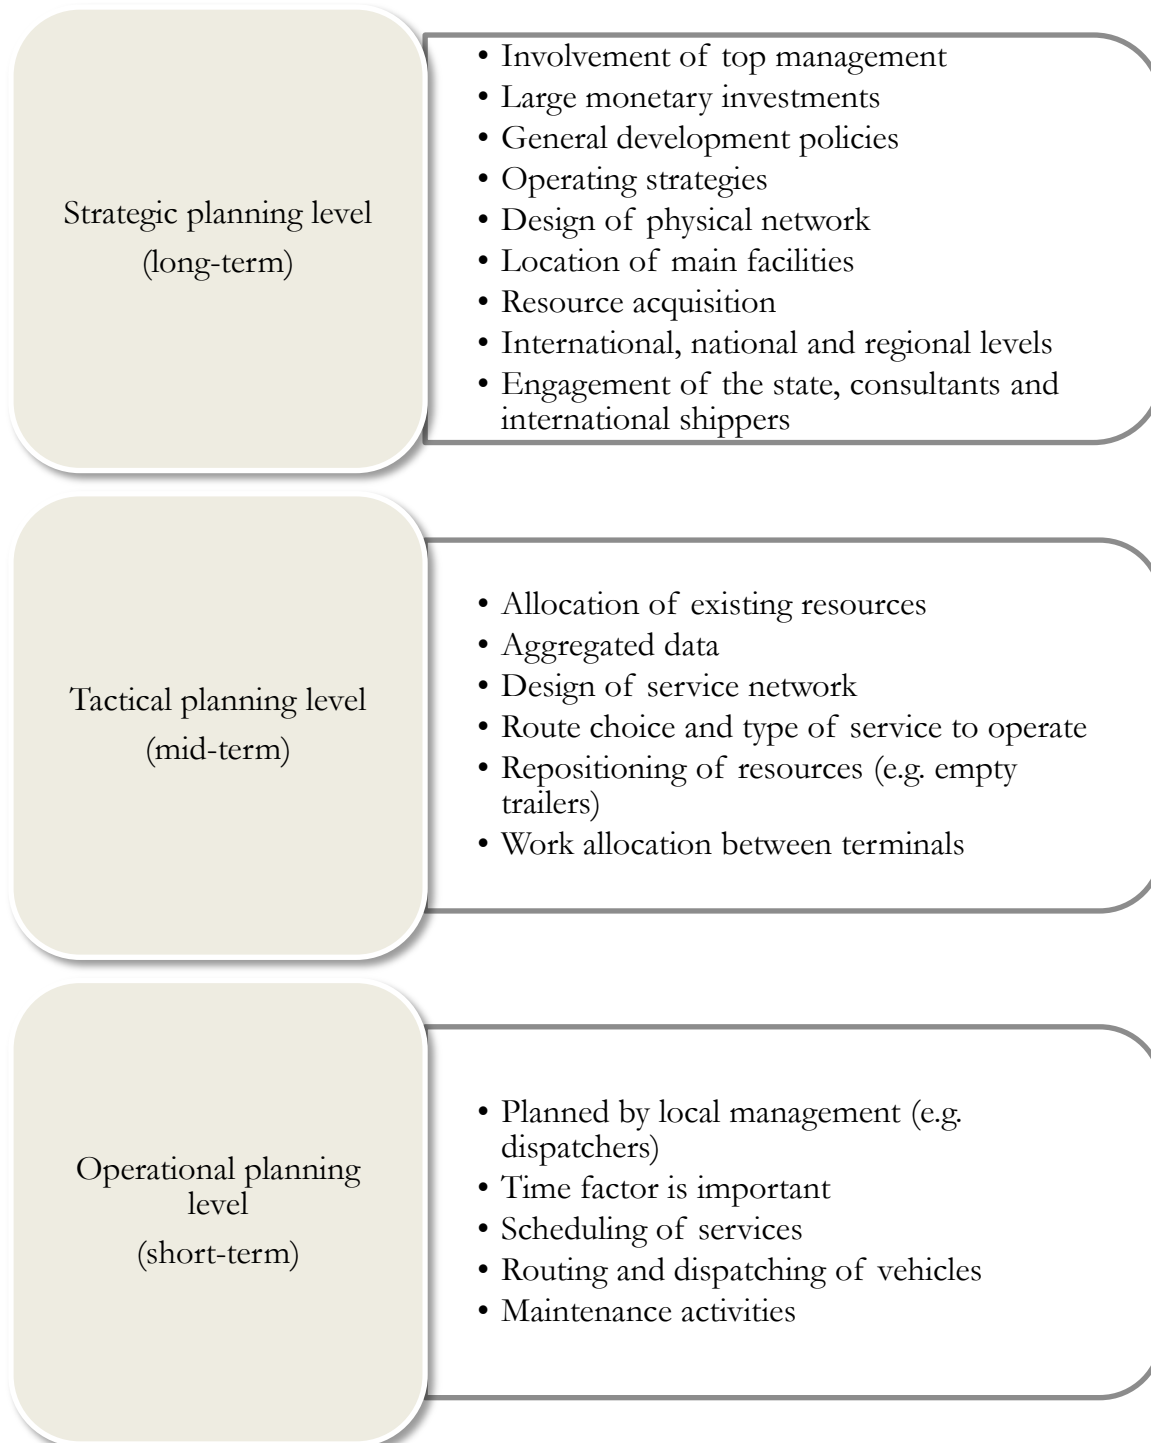 Strategic planning level
(long-term)
• Involvement of top management
• Large monetary investments
• General development policies
• Operating strategies
• Design of physical network
• Location of main facilities
• Resource acquisition
• International, national and regional levels
• Engagement of the state, consultants and
international shippers
Tactical planning level
(mid-term)
• Allocation of existing resources
• Aggregated data
• Design of service network
• Route choice and type of service to operate
• Repositioning of resources (e.g. empty
trailers)
• Work allocation between terminals
Operational planning
level
(short-term)
• Planned by local management (e.g.
dispatchers)
• Time factor is important
• Scheduling of services
• Routing and dispatching of vehicles
• Maintenance activities